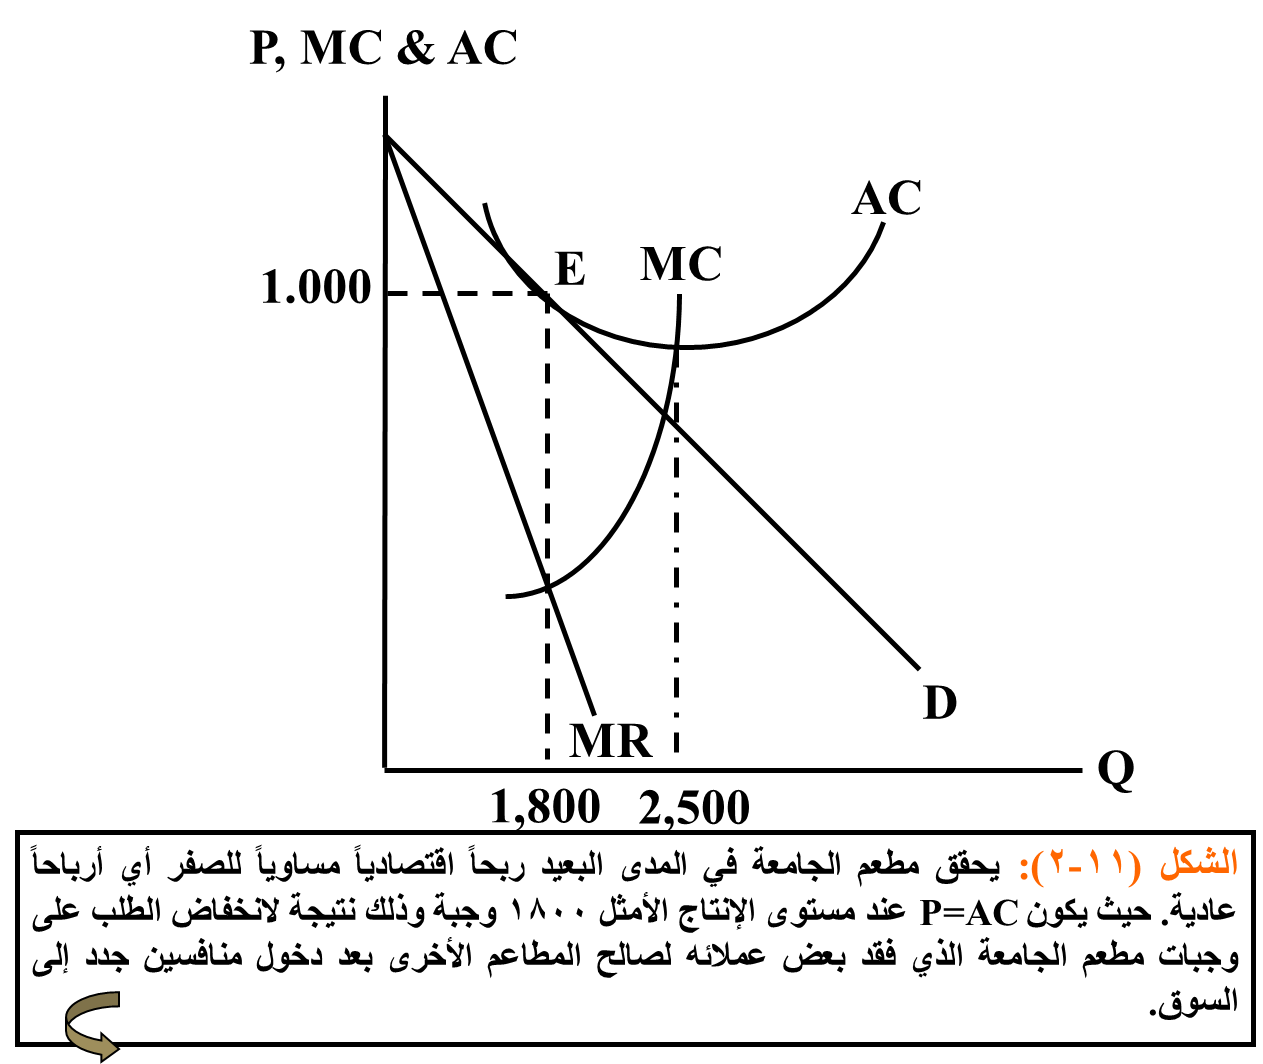 P, MC & AC
AC
E
MC
1.000
D
MR
Q
1,800
2,500
الشكل (١١-٢): يحقق مطعم الجامعة في المدى البعيد ربحاً اقتصادياً مساوياً للصفر أي أرباحاً
عادية. حيث يكون P=AC عند مستوى الإنتاج الأمثل ١٨٠٠ وجبة وذلك نتيجة لانخفاض الطلب على
وجبات مطعم الجامعة الذي فقد بعض عملائه لصالح المطاعم الأخرى بعد دخول منافسين جدد إلى
السوق.